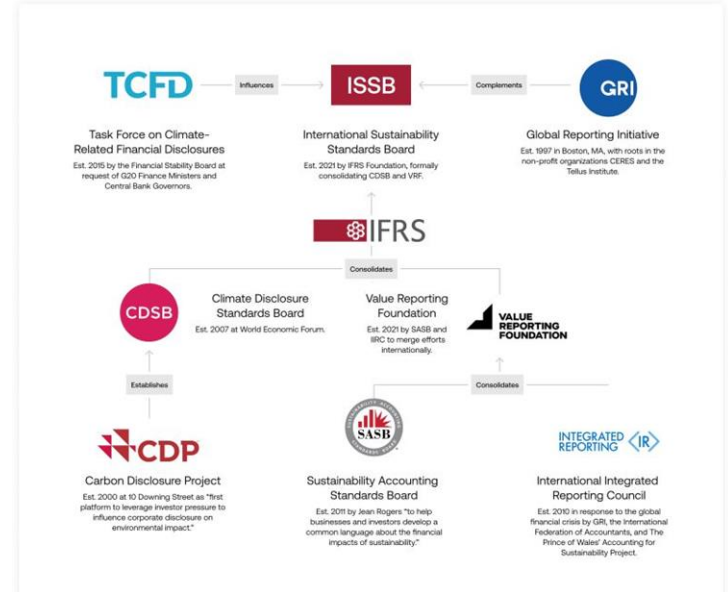 TCFD
Influences
ISSB
Complements
GRI
Task Force on Climate-
Related Financial Disclosures
Est. 2015 by the Financial Stability Board at
request of G20 Finance Ministers and
Central Bank Governors.
International Sustainability
Standards Board
Est. 2021 by IFRS Foundation, formally
consolidating CDSB and VRF.
Global Reporting Initiative
Est. 1997 in Boston, MA, with roots in the
non-profit organizations CERES and the
Tellus Institute.
IFRS
Consolidates
CDSB
Climate Disclosure
Standards Board
Est. 2007 at World Economic Forum.
Value Reporting
Foundation
Est. 2021 by SASB and
IIRC to merge efforts
internationally.
VALUE
REPORTING
FOUNDATION
Establishes
Consolidates
CDP
SUSTAINABILITY ACCOUNTING
SASB
STANDARDS BOARD
INTEGRATED
REPORTING
<IR>
Carbon Disclosure Project
Est. 2000 at 10 Downing Street as "first
platform to leverage investor pressure to
influence corporate disclosure on
environmental impact."
Sustainability Accounting
Standards Board
Est. 2011 by Jean Rogers "to help
businesses and investors develop a
common language about the financial
impacts of sustainability."
International Integrated
Reporting Council
Est. 2010 in response to the global
financial crisis by GRI, the International
Federation of Accountants, and The
Prince of Wales' Accounting for
Sustainability Project.